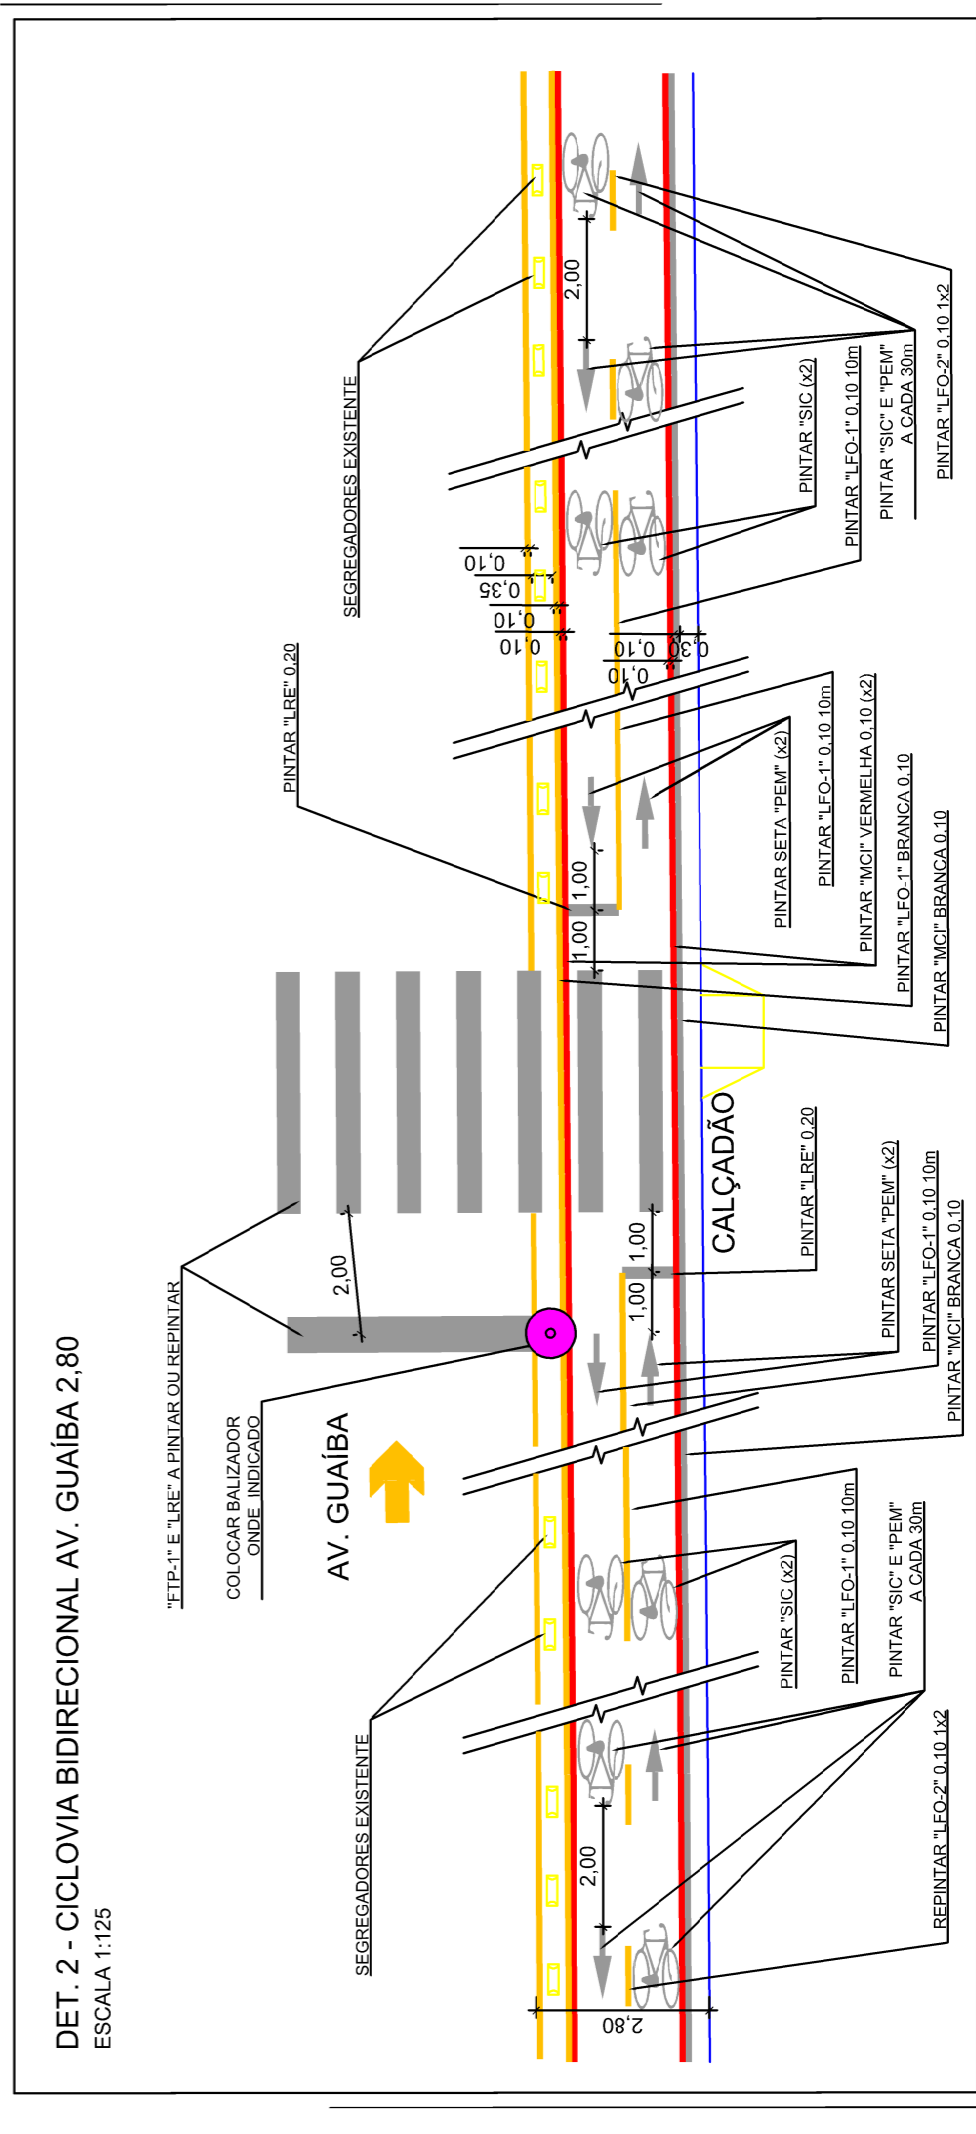 DET. 2 - CICLOVIA BIDIRECIONAL AV. GUAÍBA 2,80
ESCALA 1:125
"FTP-1" E "LRE" A PINTAR OU REPINTAR
COLOCAR BALIZADOR
ONDE INDICADO
AV. GUAÍBA
SEGREGADORES EXISTENTE
PINTAR "LRE" 0,20
SEGREGADORES EXISTENTE
2,00
0,10
0,35
0,10
0,10
2,80
2,00
1,00
1,00
1,00
1,00
0,10
0,10
0,30
2,00
CALÇADÃO
REPINTAR "LFO-2" 0,10 1x2
PINTAR "SIC" E "PEM"
A CADA 30m
PINTAR "LFO-1" 0,10 10m
PINTAR "SIC (x2)
PINTAR "MCI" BRANCA 0,10
PINTAR "LFO-1" 0,10 10m
PINTAR SETA "PEM" (x2)
PINTAR "LRE" 0,20
PINTAR "MCI" BRANCA 0,10
PINTAR "LFO-1" BRANCA 0,10
PINTAR "MCI" VERMELHA 0,10 (x2)
PINTAR "LFO-1" 0,10 10m
PINTAR SETA "PEM" (x2)
PINTAR "SIC (x2)
PINTAR "LFO-1" 0,10 10m
PINTAR "SIC" E "PEM"
A CADA 30m
PINTAR "LFO-2" 0,10 1x2